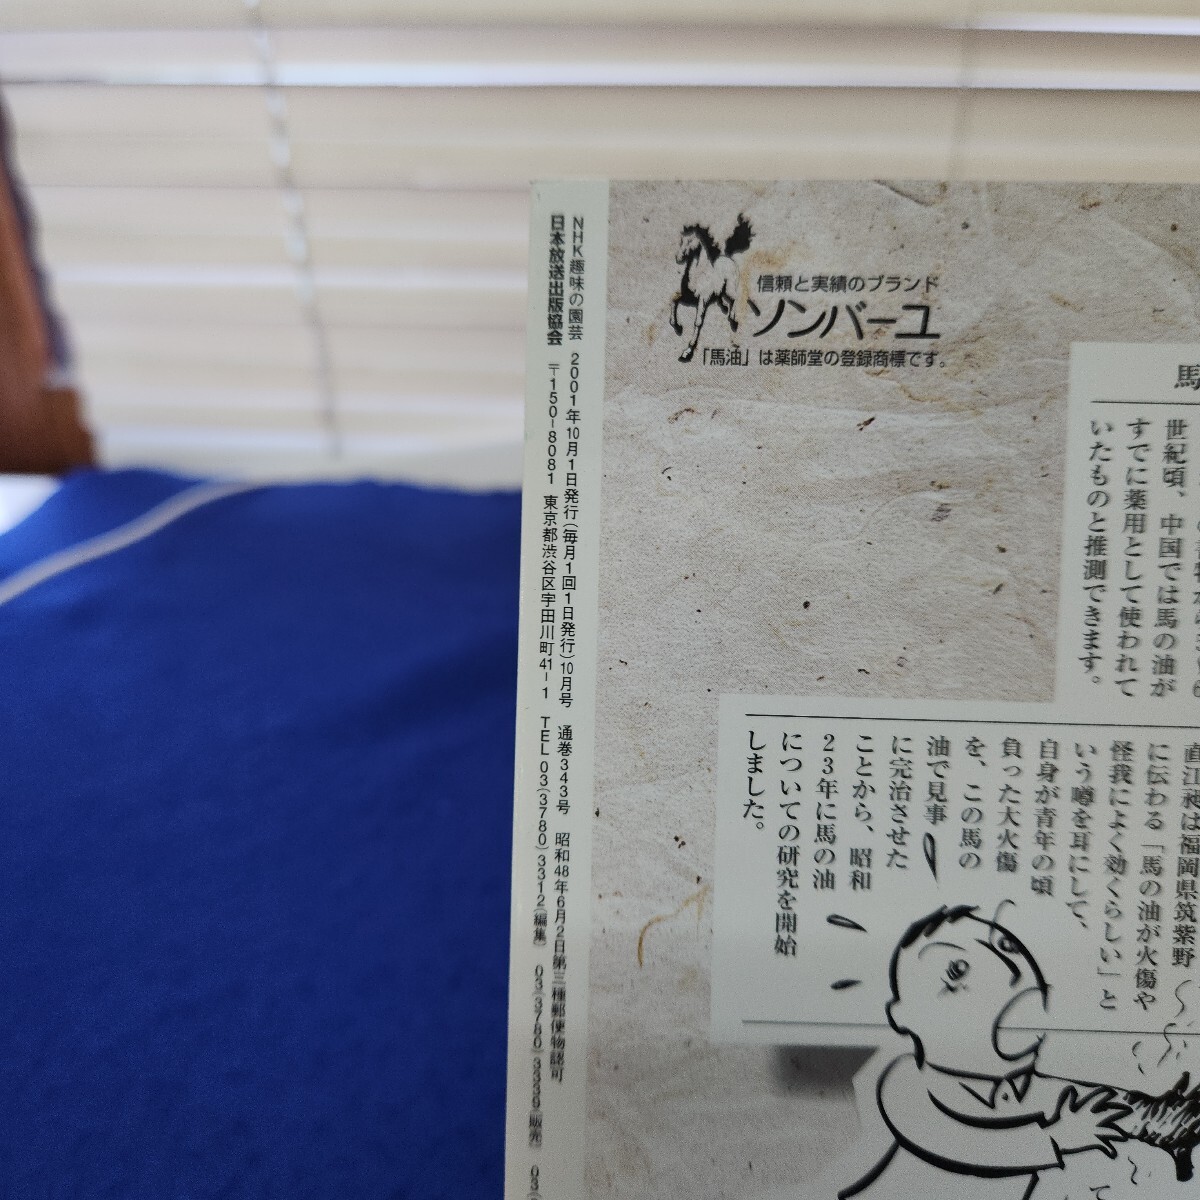 NHK趣味の園芸 2001年10月1日発行(毎月1回1日発行)10月号 通巻343号 昭和48年6月2日第三種郵便物認可
日本放送出版協会 〒150-8081 東京都渋谷区宇田川町41-1 TEL 03(3780)3312(編集) 03(3780)3339(販売) 03(
信頼と実績のブランド
ソンバーユ
「馬油」は薬師堂の登録商標です。
馬
世紀頃、中国では馬の油が
すでに薬用として使われて
いたものと推測できます。
直江昶は福岡県筑紫野
に伝わる「馬の油が火傷や
怪我によく効くらしい」と
いう噂を耳にして、
自身が青年の頃
負った大火傷
を、この馬の
油で見事
に完治させた
ことから、昭和
23年に馬の油
についての研究を開始
しました。